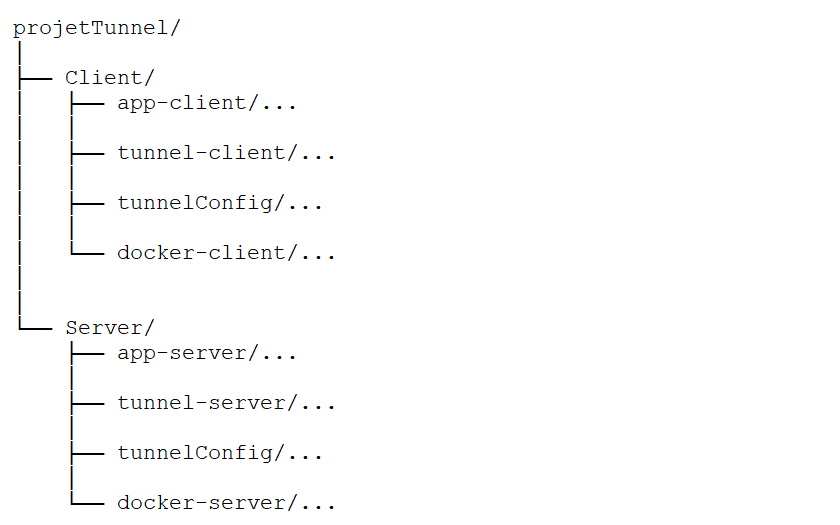 projetTunnel/
│
├── Client/
│   ├── app-client/...
│   │
│   ├── tunnel-client/...
│   │
│   ├── tunnelConfig/...
│   │
│   └── docker-client/...
│
│
└── Server/
    ├── app-server/...
    │
    ├── tunnel-server/...
    │
    ├── tunnelConfig/...
    │
    └── docker-server/...